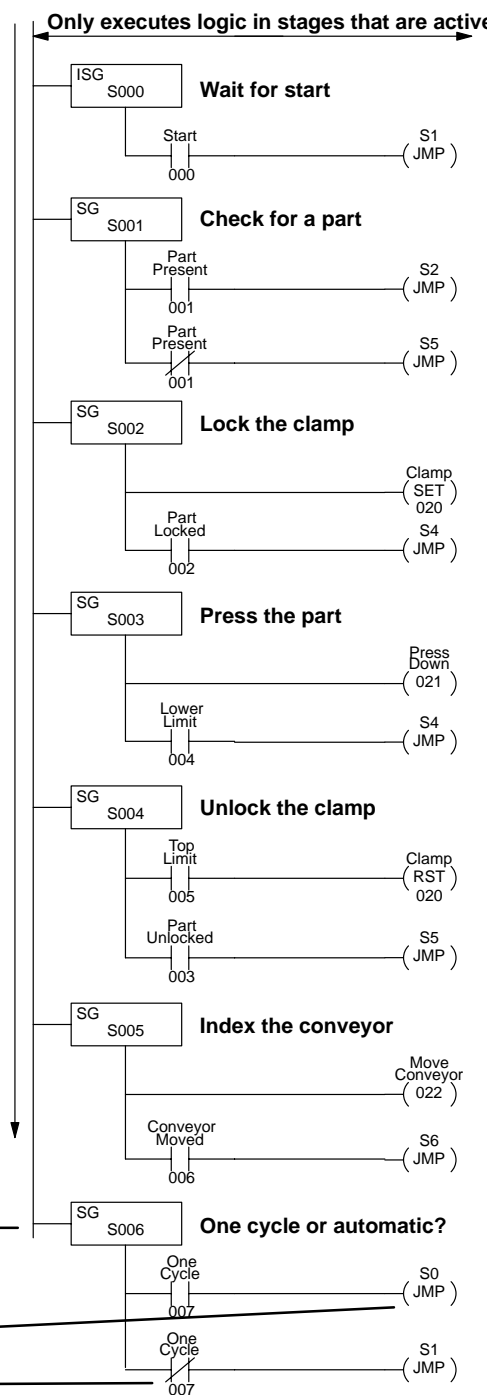 Only executes logic in stages that are active
ISG
S000
Wait for start
Start
000
S1
JMP
SG
S001
Check for a part
Part
Present
001
S2
JMP
Part
Present
001
S5
JMP
SG
S002
Lock the clamp
Clamp
SET
020
Part
Locked
002
S4
JMP
SG
S003
Press the part
Press
Down
021
Lower
Limit
004
S4
JMP
SG
S004
Unlock the clamp
Top
Limit
005
Clamp
RST
020
Part
Unlocked
003
S5
JMP
SG
S005
Index the conveyor
Move
Conveyor
022
Conveyor
Moved
006
S6
JMP
SG
S006
One cycle or automatic?
One
Cycle
007
S0
JMP
One
Cycle
007
S1
JMP